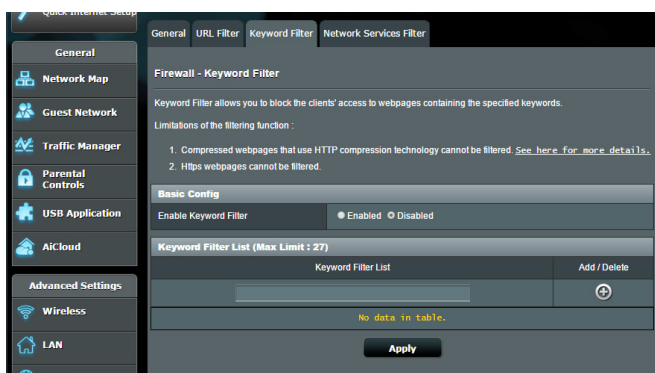 Quick Internet Setup
General URL Filter Keyword Filter Network Services Filter
General
Network Map
Guest Network
Traffic Manager
Parental
Controls
USB Application
AiCloud
Advanced Settings
Wireless
LAN
Firewall - Keyword Filter
Keyword Filter allows you to block the clients' access to webpages containing the specified keywords.
Limitations of the filtering function :
1. Compressed webpages that use HTTP compression technology cannot be filtered. See here for more details.
2. Https webpages cannot be filtered.
Basic Config
Enable Keyword Filter Enabled Disabled
Keyword Filter List (Max Limit : 27)
Keyword Filter List Add / Delete
No data in table.
Apply